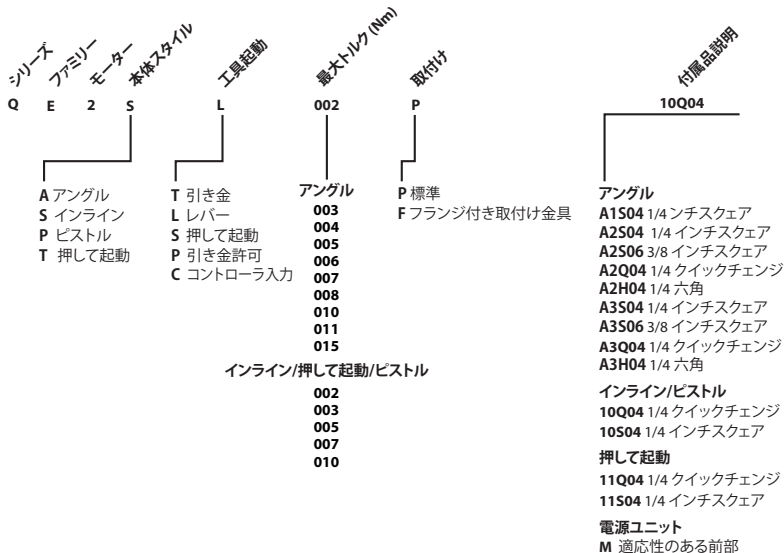 シリーズ
ファミリー
モーター
本体スタイル
工具起動
最大トルク (Nm)
取付け
付属品説明
Q E 2 S L 002 P 10Q04
A アングル
S インライン
P ピストル
T 押して起動
T 引き金
L レバー
S 押して起動
P 引き金許可
C コントローラ入力
アングル
003
004
005
006
007
008
010
011
015
インライン/押して起動/ピストル
002
003
005
007
010
P 標準
F フランジ付き取付け金具
アングル
A1S04 1/4 ンチスクェア
A2S04 1/4 インチスクェア
A2S06 3/8 インチスクェア
A2Q04 1/4 クイックチェンジ
A2H04 1/4 六角
A3S04 1/4 インチスクェア
A3S06 3/8 インチスクェア
A3Q04 1/4 クイックチェンジ
A3H04 1/4 六角
インライン/ピストル
10Q04 1/4 クイックチェンジ
10S04 1/4 インチスクェア
押して起動
11Q04 1/4 クイックチェンジ
11S04 1/4 インチスクェア
電源ユニット
M 適応性のある前部